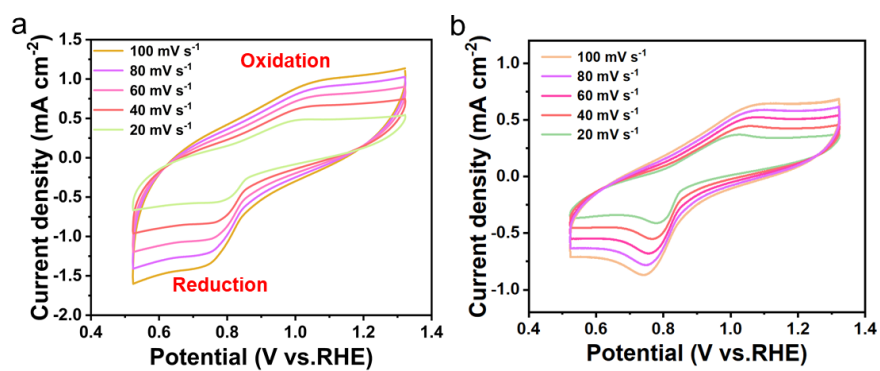 a
100 mV s⁻¹
80 mV s⁻¹
60 mV s⁻¹
40 mV s⁻¹
20 mV s⁻¹
Oxidation
Reduction
1.5
1.0
0.5
0.0
-0.5
-1.0
-1.5
-2.0
Current density (mA cm⁻²)
0.4 0.6 0.8 1.0 1.2 1.4
Potential (V vs.RHE)
b
100 mV s⁻¹
80 mV s⁻¹
60 mV s⁻¹
40 mV s⁻¹
20 mV s⁻¹
1.0
0.5
0.0
-0.5
-1.0
Current density (mA cm⁻²)
0.4 0.6 0.8 1.0 1.2 1.4
Potential (V vs.RHE)